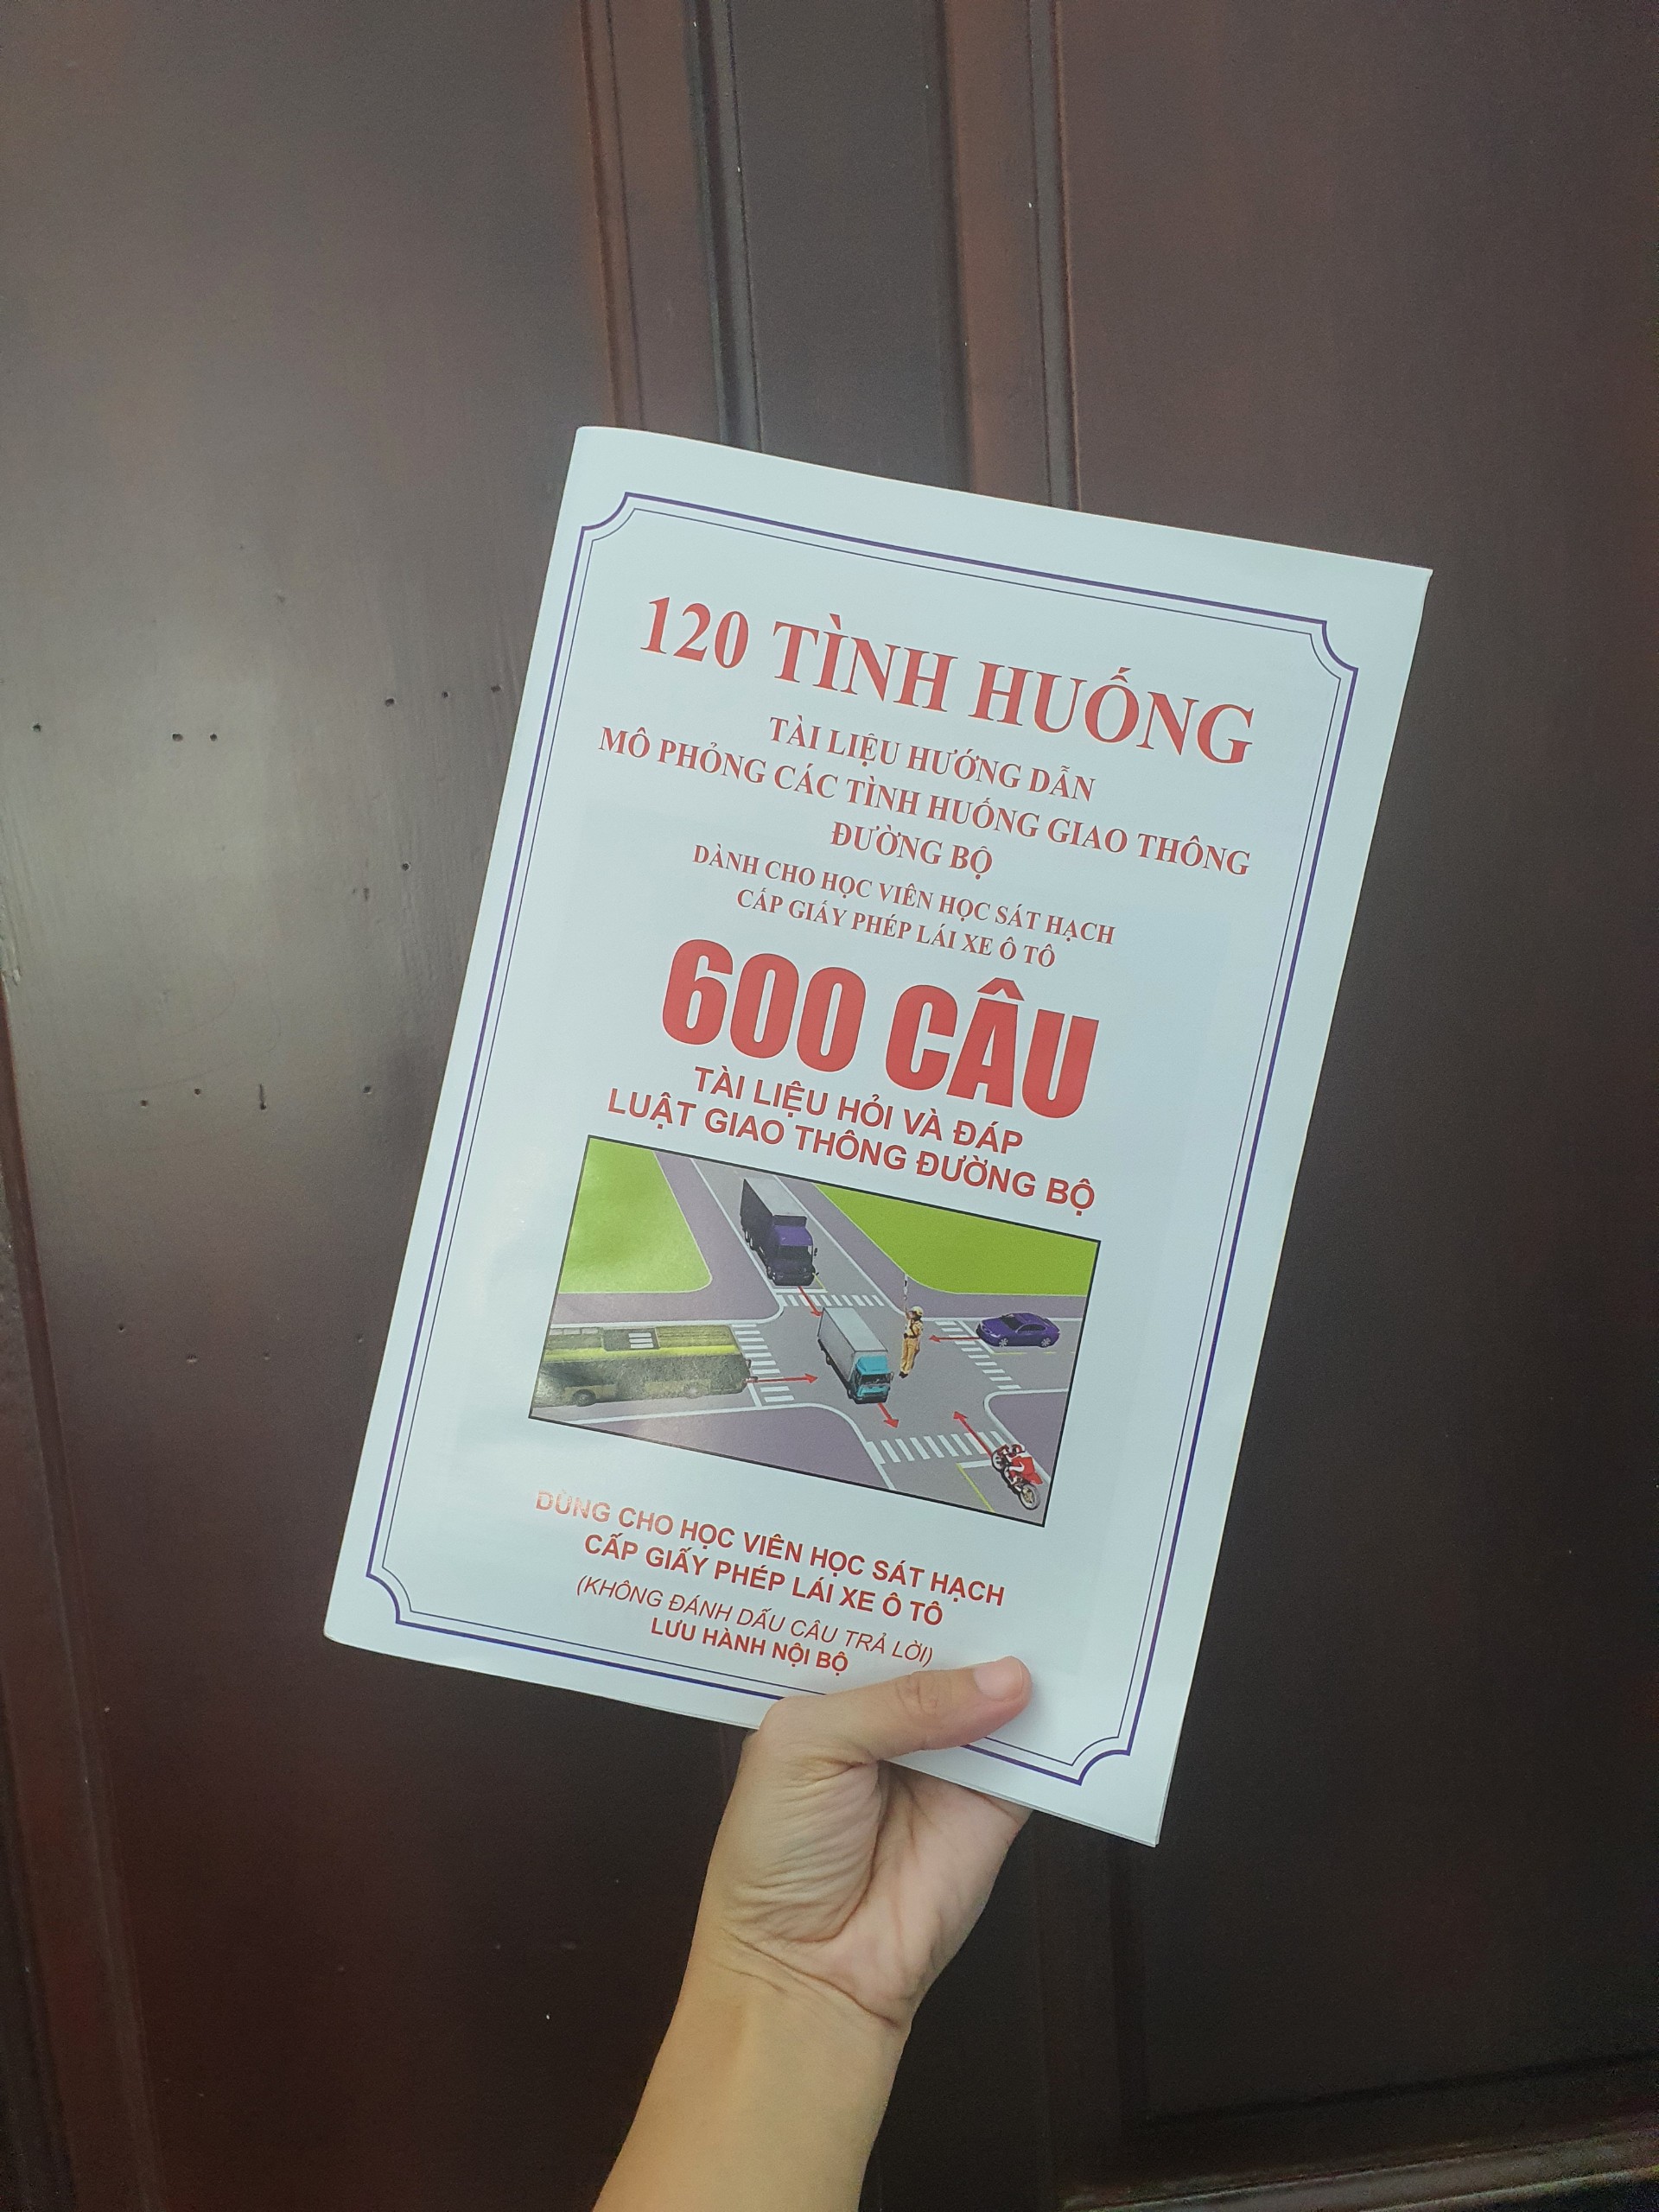 120 TÌNH HUỐNG
TÀI LIỆU HƯỚNG DẪN
MÔ PHỎNG CÁC TÌNH HUỐNG GIAO THÔNG
ĐƯỜNG BỘ
DÀNH CHO HỌC VIÊN HỌC SÁT HẠCH
CẤP GIẤY PHÉP LÁI XE Ô TÔ
600 CÂU
TÀI LIỆU HỎI VÀ ĐÁP
LUẬT GIAO THÔNG ĐƯỜNG BỘ
DÙNG CHO HỌC VIÊN HỌC SÁT HẠCH
CẤP GIẤY PHÉP LÁI XE Ô TÔ
(KHÔNG ĐÁNH DẤU CÂU TRẢ LỜI)
LƯU HÀNH NỘI BỘ